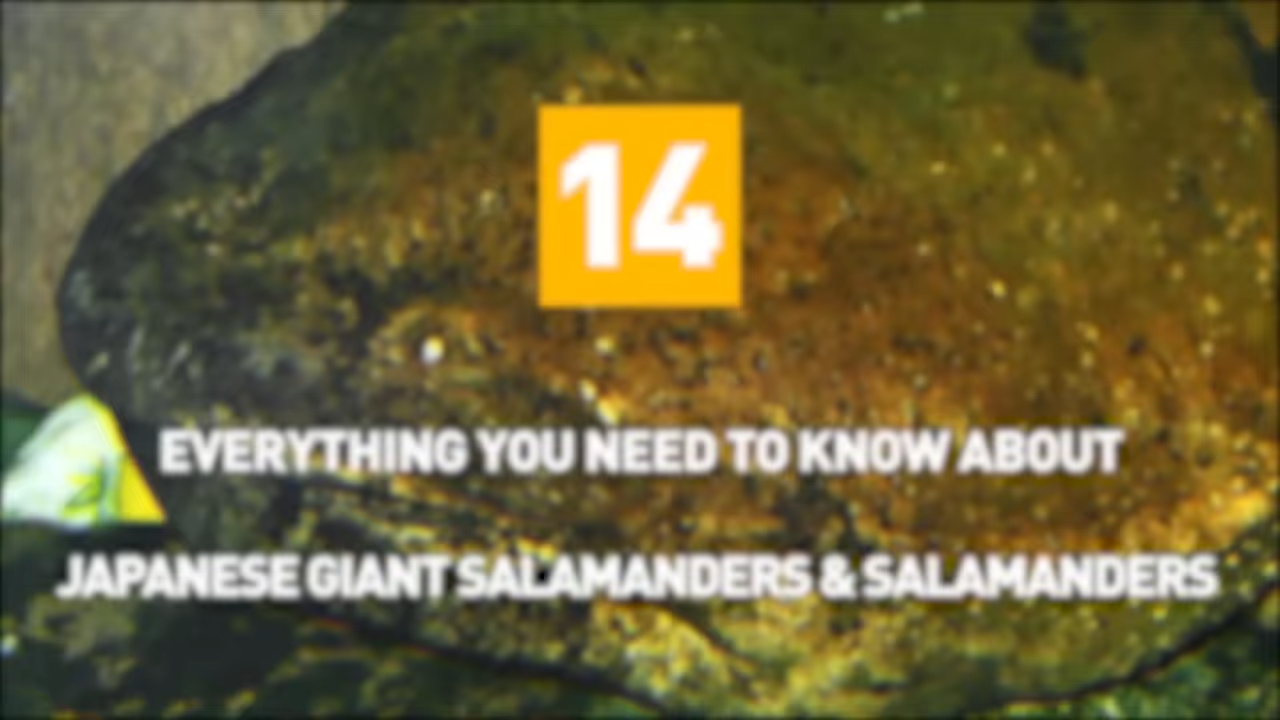 14
EVERYTHING YOU NEED TO KNOW ABOUT
JAPANESE GIANT SALAMANDERS & SALAMANDERS